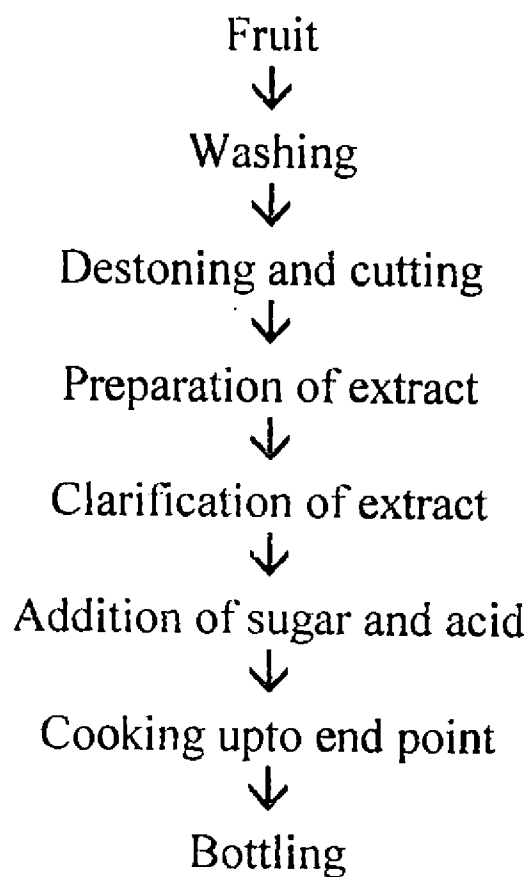 Fruit
↓
Washing
↓
Destoning and cutting
↓
Preparation of extract
↓
Clarification of extract
↓
Addition of sugar and acid
↓
Cooking upto end point
↓
Bottling